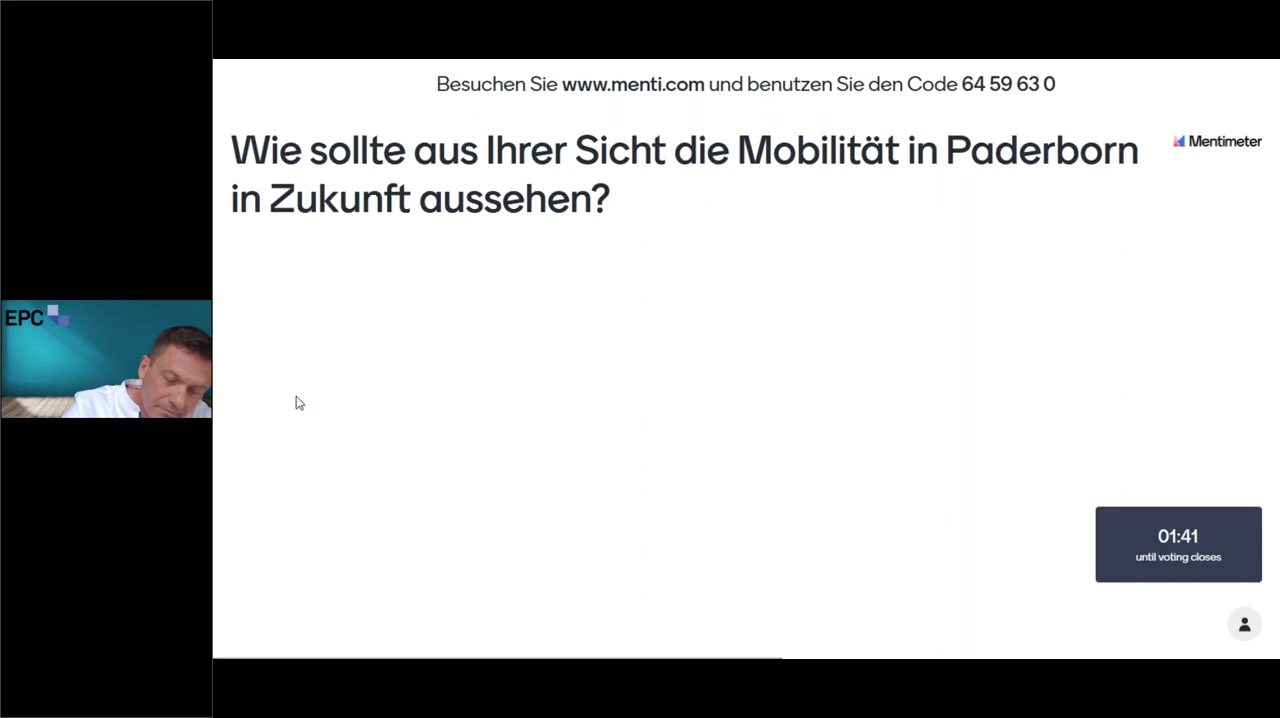 Besuchen Sie www.menti.com und benutzen Sie den Code 64 59 63 0
Wie sollte aus Ihrer Sicht die Mobilität in Paderborn
in Zukunft aussehen?
Mentimeter
EPC
01:41
until voting closes